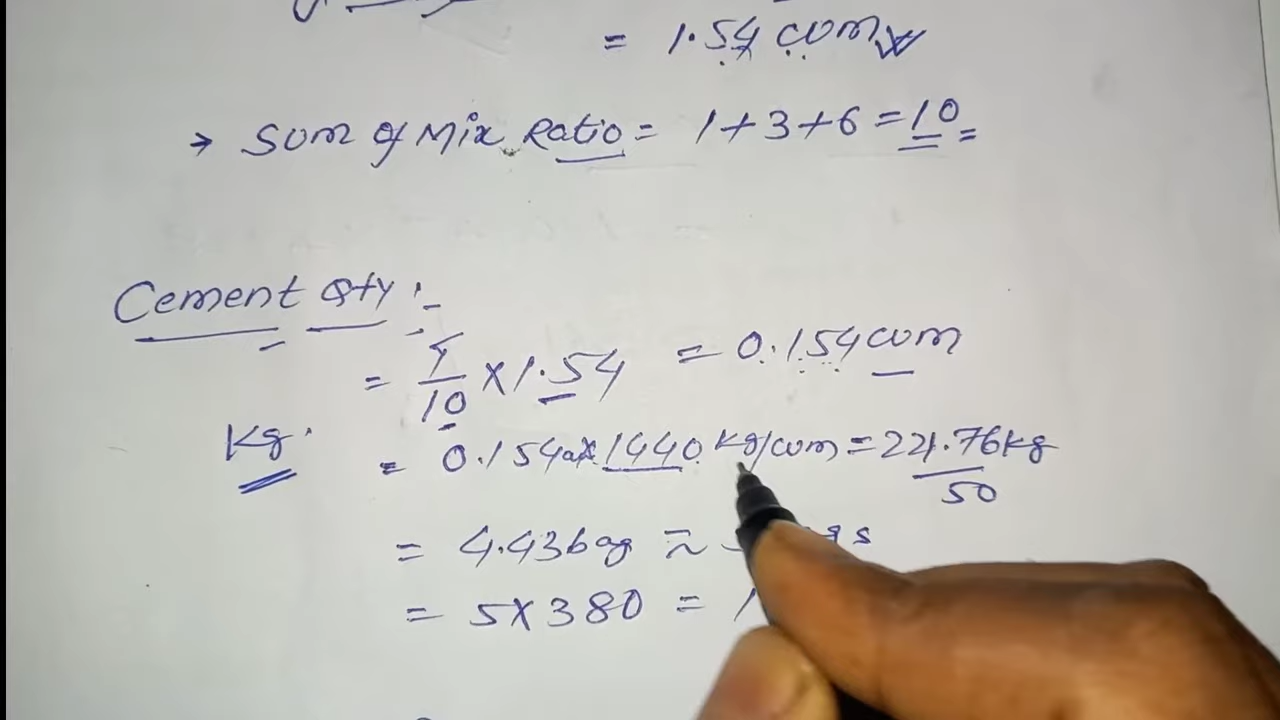 = 1.54 cum
→ Sum of Mix Ratio = 1+3+6 = 10
Cement Qty :-
= 1/10 x 1.54 = 0.154 cum
Kg.
= 0.154 x 1440 kg/cum = 221.76 kg / 50
= 4.43 bag ≈
= 5 x 380 =